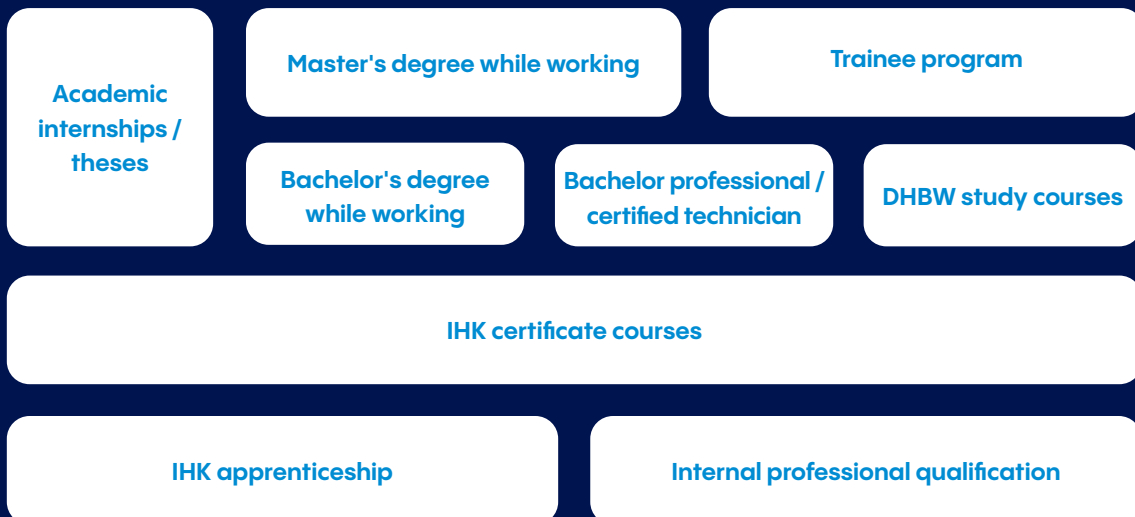 Academic
internships /
theses
Master's degree while working
Trainee program
Bachelor's degree
while working
Bachelor professional /
certified technician
DHBW study courses
IHK certificate courses
IHK apprenticeship
Internal professional qualification